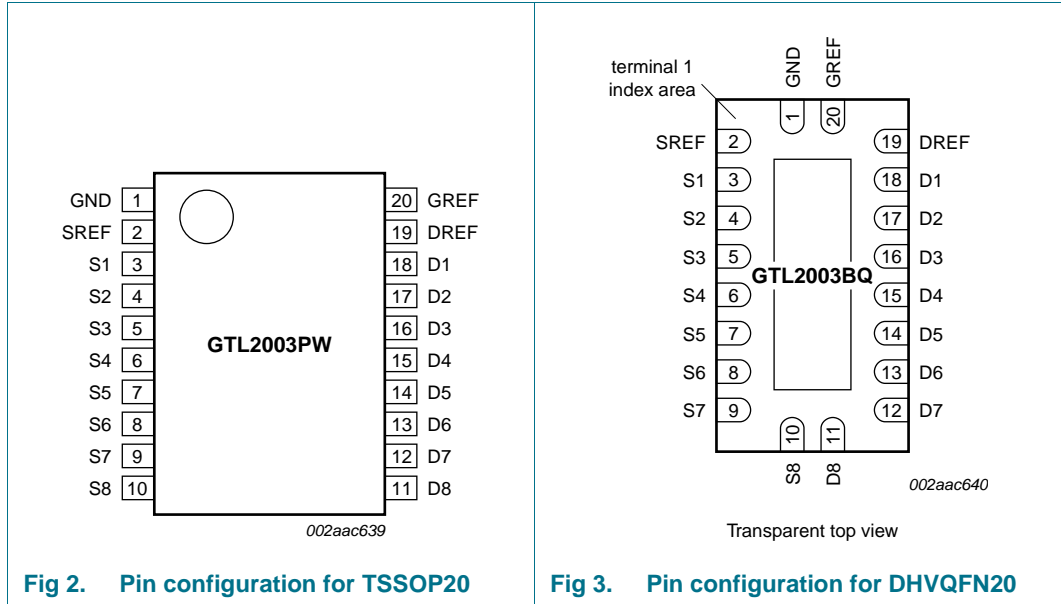 GND 1
SREF 2
S1 3
S2 4
S3 5
S4 6
S5 7
S6 8
S7 9
S8 10
GTL2003PW
20 GREF
19 DREF
18 D1
17 D2
16 D3
15 D4
14 D5
13 D6
12 D7
11 D8
002aac639
Fig 2. Pin configuration for TSSOP20
terminal 1
index area
GND
GREF
1
20
SREF 2
S1 3
S2 4
S3 5
S4 6
S5 7
S6 8
S7 9
GTL2003BQ
19 DREF
18 D1
17 D2
16 D3
15 D4
14 D5
13 D6
12 D7
10
11
S8
D8
002aac640
Transparent top view
Fig 3. Pin configuration for DHVQFN20